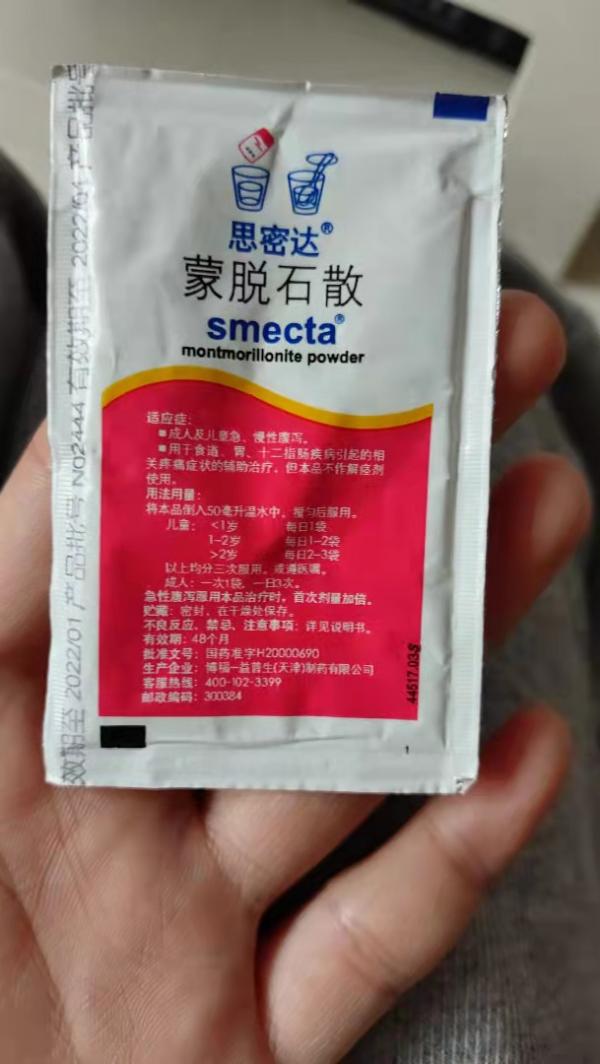 思密达®
蒙脱石散
smecta®
montmorillonite powder
适应症:
■成人及儿童急、慢性腹泻。
■用于食道、胃、十二指肠疾病引起的相
关疼痛症状的辅助治疗，但本品不作解痉剂
使用。
用法用量:
将本品倒入50毫升温水中，搅匀后服用。
儿童: <1岁 每日1袋
1-2岁 每日1-2袋
>2岁 每日2-3袋
以上均分三次服用，或遵医嘱。
成人: 一次1袋，一日3次。
急性腹泻服用本品治疗时，首次剂量加倍。
贮藏: 密封，在干燥处保存。
不良反应、禁忌、注意事项: 详见说明书。
有效期: 48个月
批准文号: 国药准字H20000690
生产企业: 博福-益普生(天津)制药有限公司
客服热线: 400-102-3399
邮政编码: 300384
44517.03S
1
效期至 2022/01 产品批号 N02444 有效期至 2022/01 产品批号